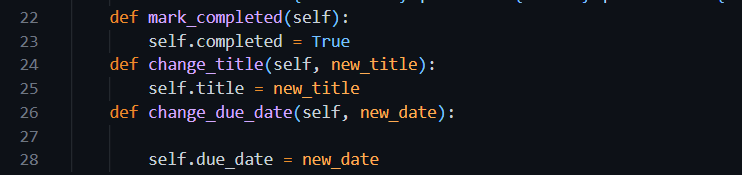 22 def mark_completed(self):
23 self.completed = True
24 def change_title(self, new_title):
25 self.title = new_title
26 def change_due_date(self, new_date):
27
28 self.due_date = new_date